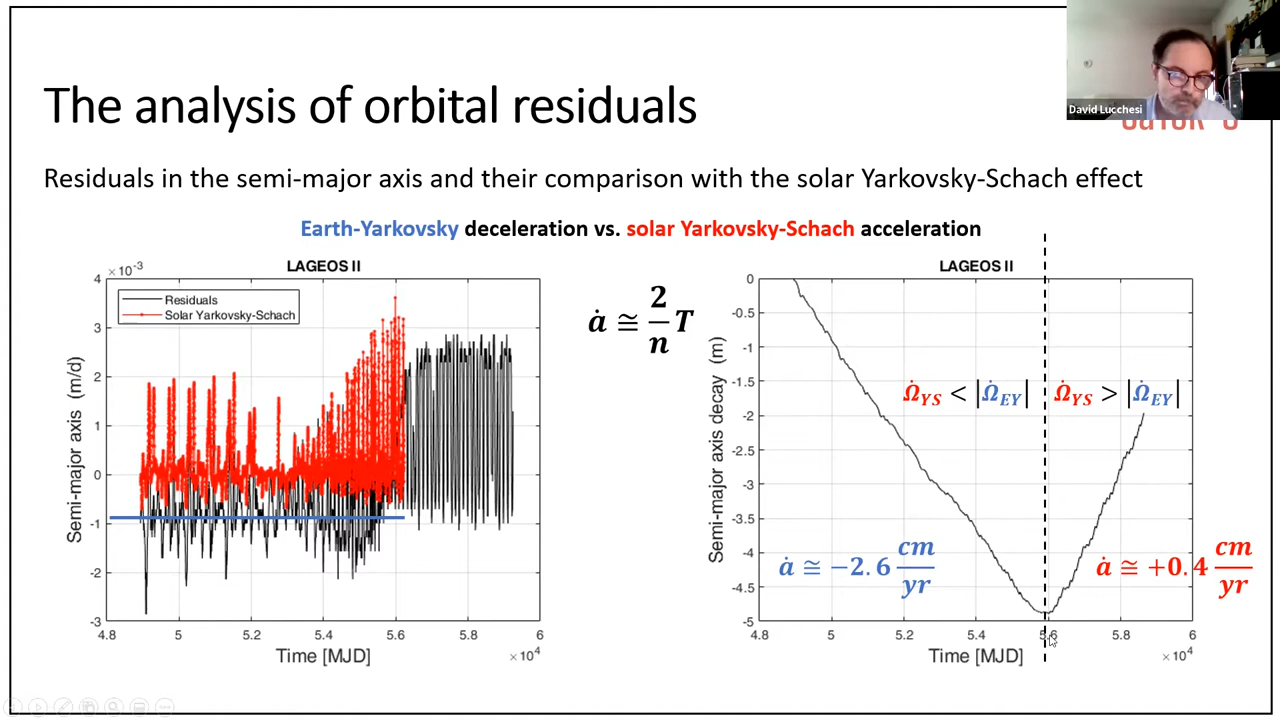 David Lucchesi
The analysis of orbital residuals
Residuals in the semi-major axis and their comparison with the solar Yarkovsky-Schach effect
Earth-Yarkovsky deceleration vs. solar Yarkovsky-Schach acceleration
LAGEOS II
×10⁻³
Residuals
Solar Yarkovsky-Schach
4
3
2
1
0
-1
-2
-3
Semi-major axis (m/d)
4.8 5 5.2 5.4 5.6 5.8 6
Time [MJD]
×10⁴
ȧ ≅ 2/n T
LAGEOS II
0
-0.5
-1
-1.5
-2
-2.5
-3
-3.5
-4
-4.5
-5
Semi-major axis decay (m)
Ω̇YS < |Ω̇EY|
Ω̇YS > |Ω̇EY|
ȧ ≅ −2.6 cm/yr
ȧ ≅ +0.4 cm/yr
4.8 5 5.2 5.4 5.6 5.8 6
Time [MJD]
×10⁴